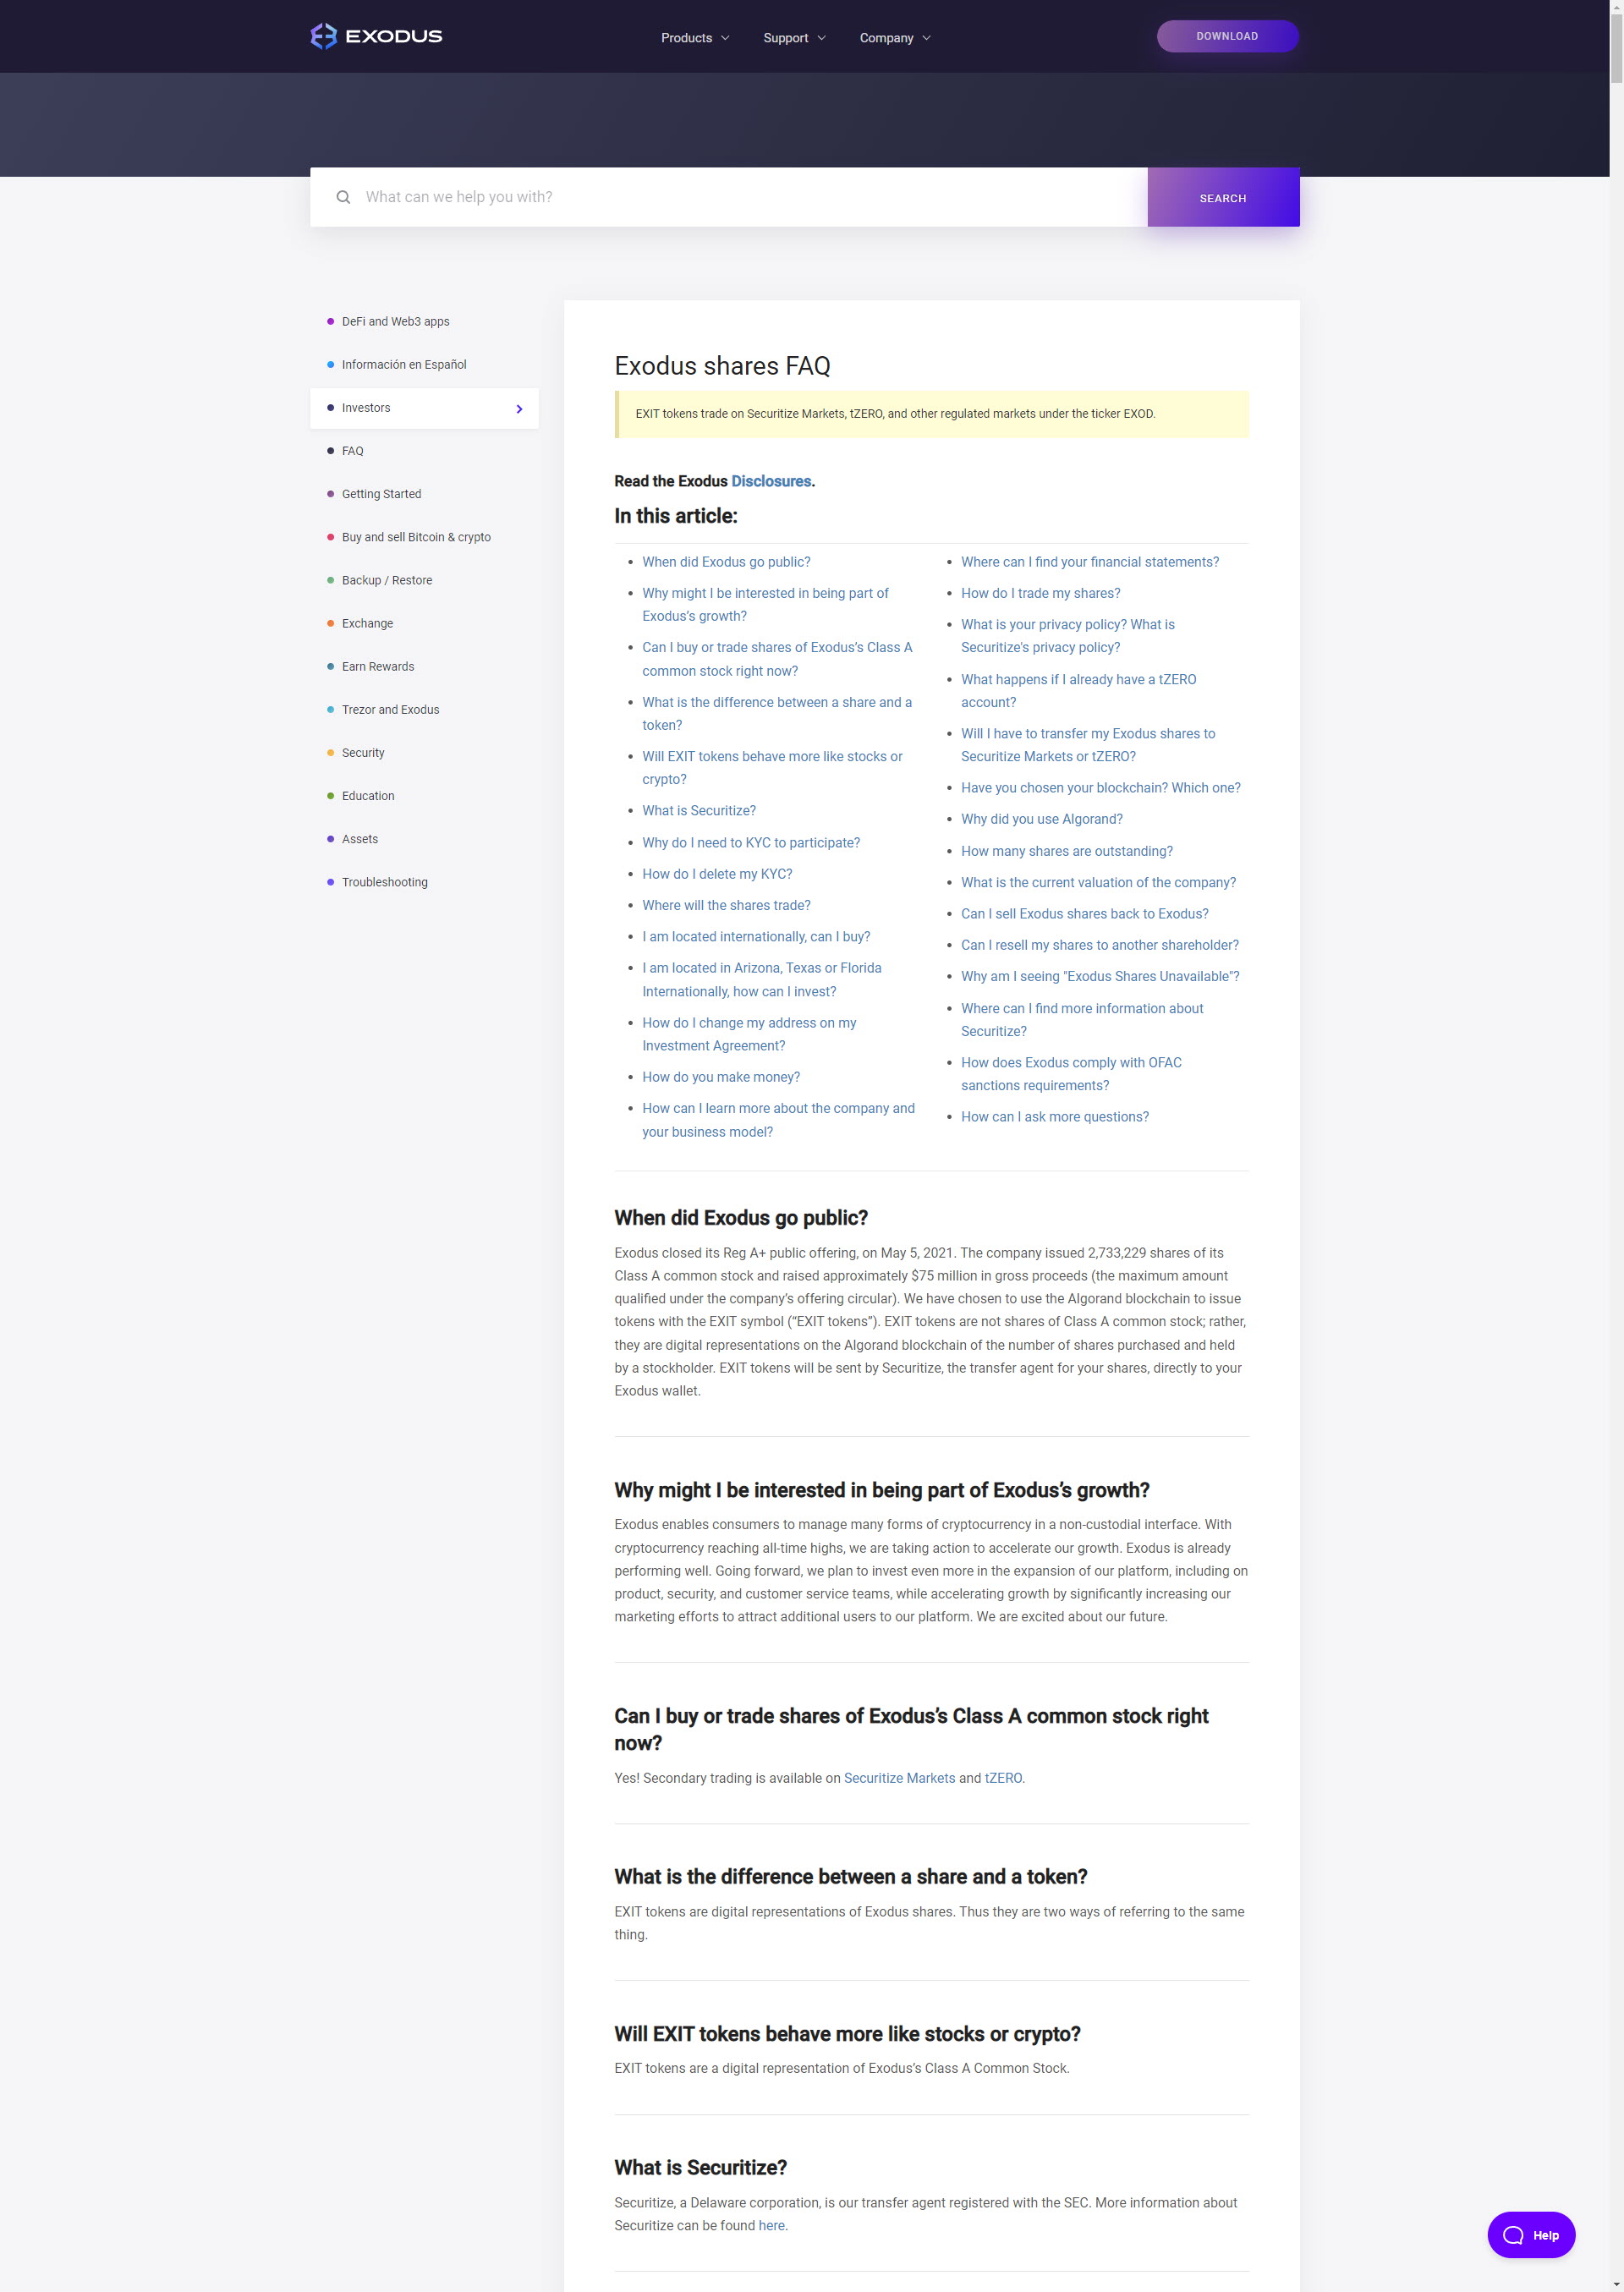 EXODUS
Products
Support
Company
DOWNLOAD
What can we help you with?
SEARCH
DeFi and Web3 apps
Información en Español
Investors
FAQ
Getting Started
Buy and sell Bitcoin & crypto
Backup / Restore
Exchange
Earn Rewards
Trezor and Exodus
Security
Education
Assets
Troubleshooting
Exodus shares FAQ
EXIT tokens trade on Securitize Markets, tZERO, and other regulated markets under the ticker EXOD.
Read the Exodus Disclosures.
In this article:
When did Exodus go public?
Why might I be interested in being part of
Exodus’s growth?
Can I buy or trade shares of Exodus’s Class A
common stock right now?
What is the difference between a share and a
token?
Will EXIT tokens behave more like stocks or
crypto?
What is Securitize?
Why do I need to KYC to participate?
How do I delete my KYC?
Where will the shares trade?
I am located internationally, can I buy?
I am located in Arizona, Texas or Florida
Internationally, how can I invest?
How do I change my address on my
Investment Agreement?
How do you make money?
How can I learn more about the company and
your business model?
Where can I find your financial statements?
How do I trade my shares?
What is your privacy policy? What is
Securitize's privacy policy?
What happens if I already have a tZERO
account?
Will I have to transfer my Exodus shares to
Securitize Markets or tZERO?
Have you chosen your blockchain? Which one?
Why did you use Algorand?
How many shares are outstanding?
What is the current valuation of the company?
Can I sell Exodus shares back to Exodus?
Can I resell my shares to another shareholder?
Why am I seeing "Exodus Shares Unavailable"?
Where can I find more information about
Securitize?
How does Exodus comply with OFAC
sanctions requirements?
How can I ask more questions?
When did Exodus go public?
Exodus closed its Reg A+ public offering, on May 5, 2021. The company issued 2,733,229 shares of its
Class A common stock and raised approximately $75 million in gross proceeds (the maximum amount
qualified under the company’s offering circular). We have chosen to use the Algorand blockchain to issue
tokens with the EXIT symbol (“EXIT tokens”). EXIT tokens are not shares of Class A common stock; rather,
they are digital representations on the Algorand blockchain of the number of shares purchased and held
by a stockholder. EXIT tokens will be sent by Securitize, the transfer agent for your shares, directly to your
Exodus wallet.
Why might I be interested in being part of Exodus’s growth?
Exodus enables consumers to manage many forms of cryptocurrency in a non-custodial interface. With
cryptocurrency reaching all-time highs, we are taking action to accelerate our growth. Exodus is already
performing well. Going forward, we plan to invest even more in the expansion of our platform, including on
product, security, and customer service teams, while accelerating growth by significantly increasing our
marketing efforts to attract additional users to our platform. We are excited about our future.
Can I buy or trade shares of Exodus’s Class A common stock right
now?
Yes! Secondary trading is available on Securitize Markets and tZERO.
What is the difference between a share and a token?
EXIT tokens are digital representations of Exodus shares. Thus they are two ways of referring to the same
thing.
Will EXIT tokens behave more like stocks or crypto?
EXIT tokens are a digital representation of Exodus’s Class A Common Stock.
What is Securitize?
Securitize, a Delaware corporation, is our transfer agent registered with the SEC. More information about
Securitize can be found here.
Help